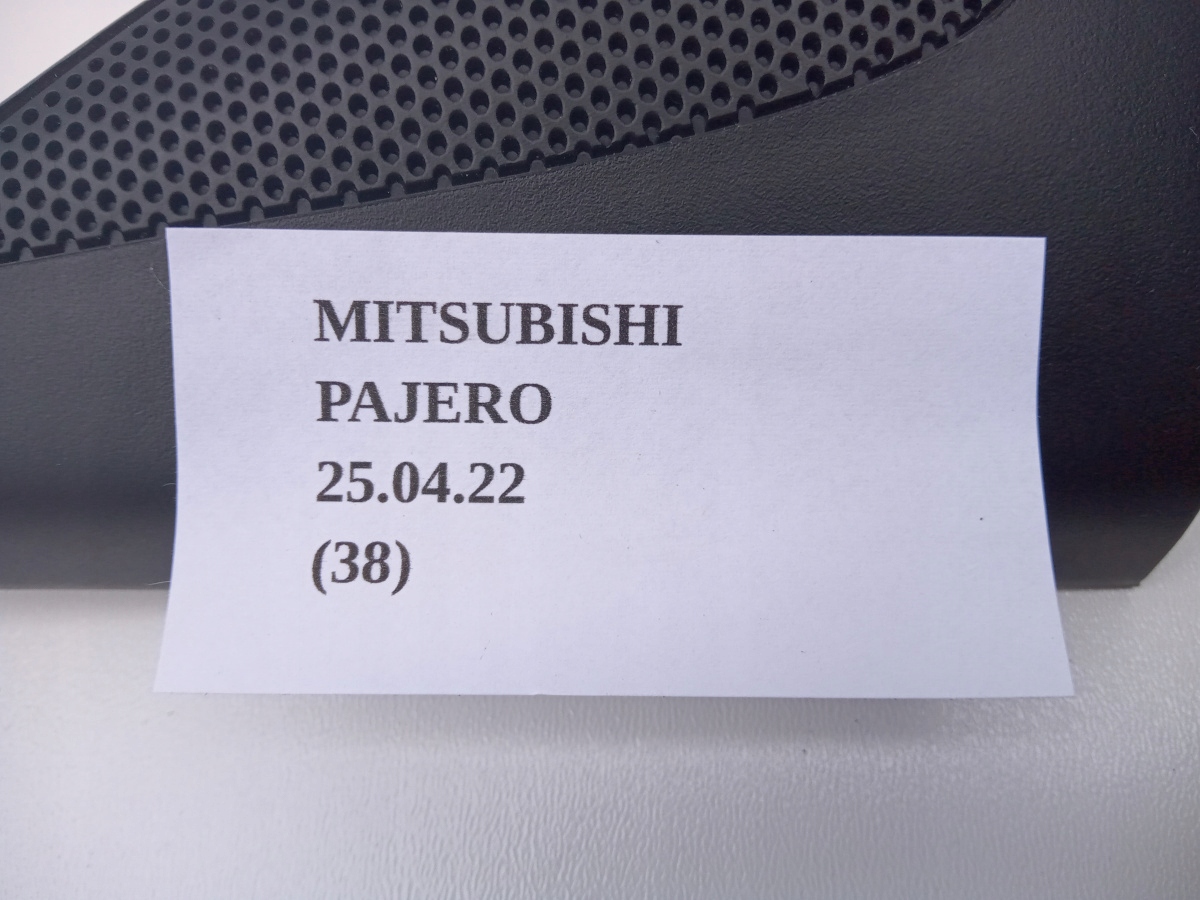 MITSUBISHI
PAJERO
25.04.22
(38)